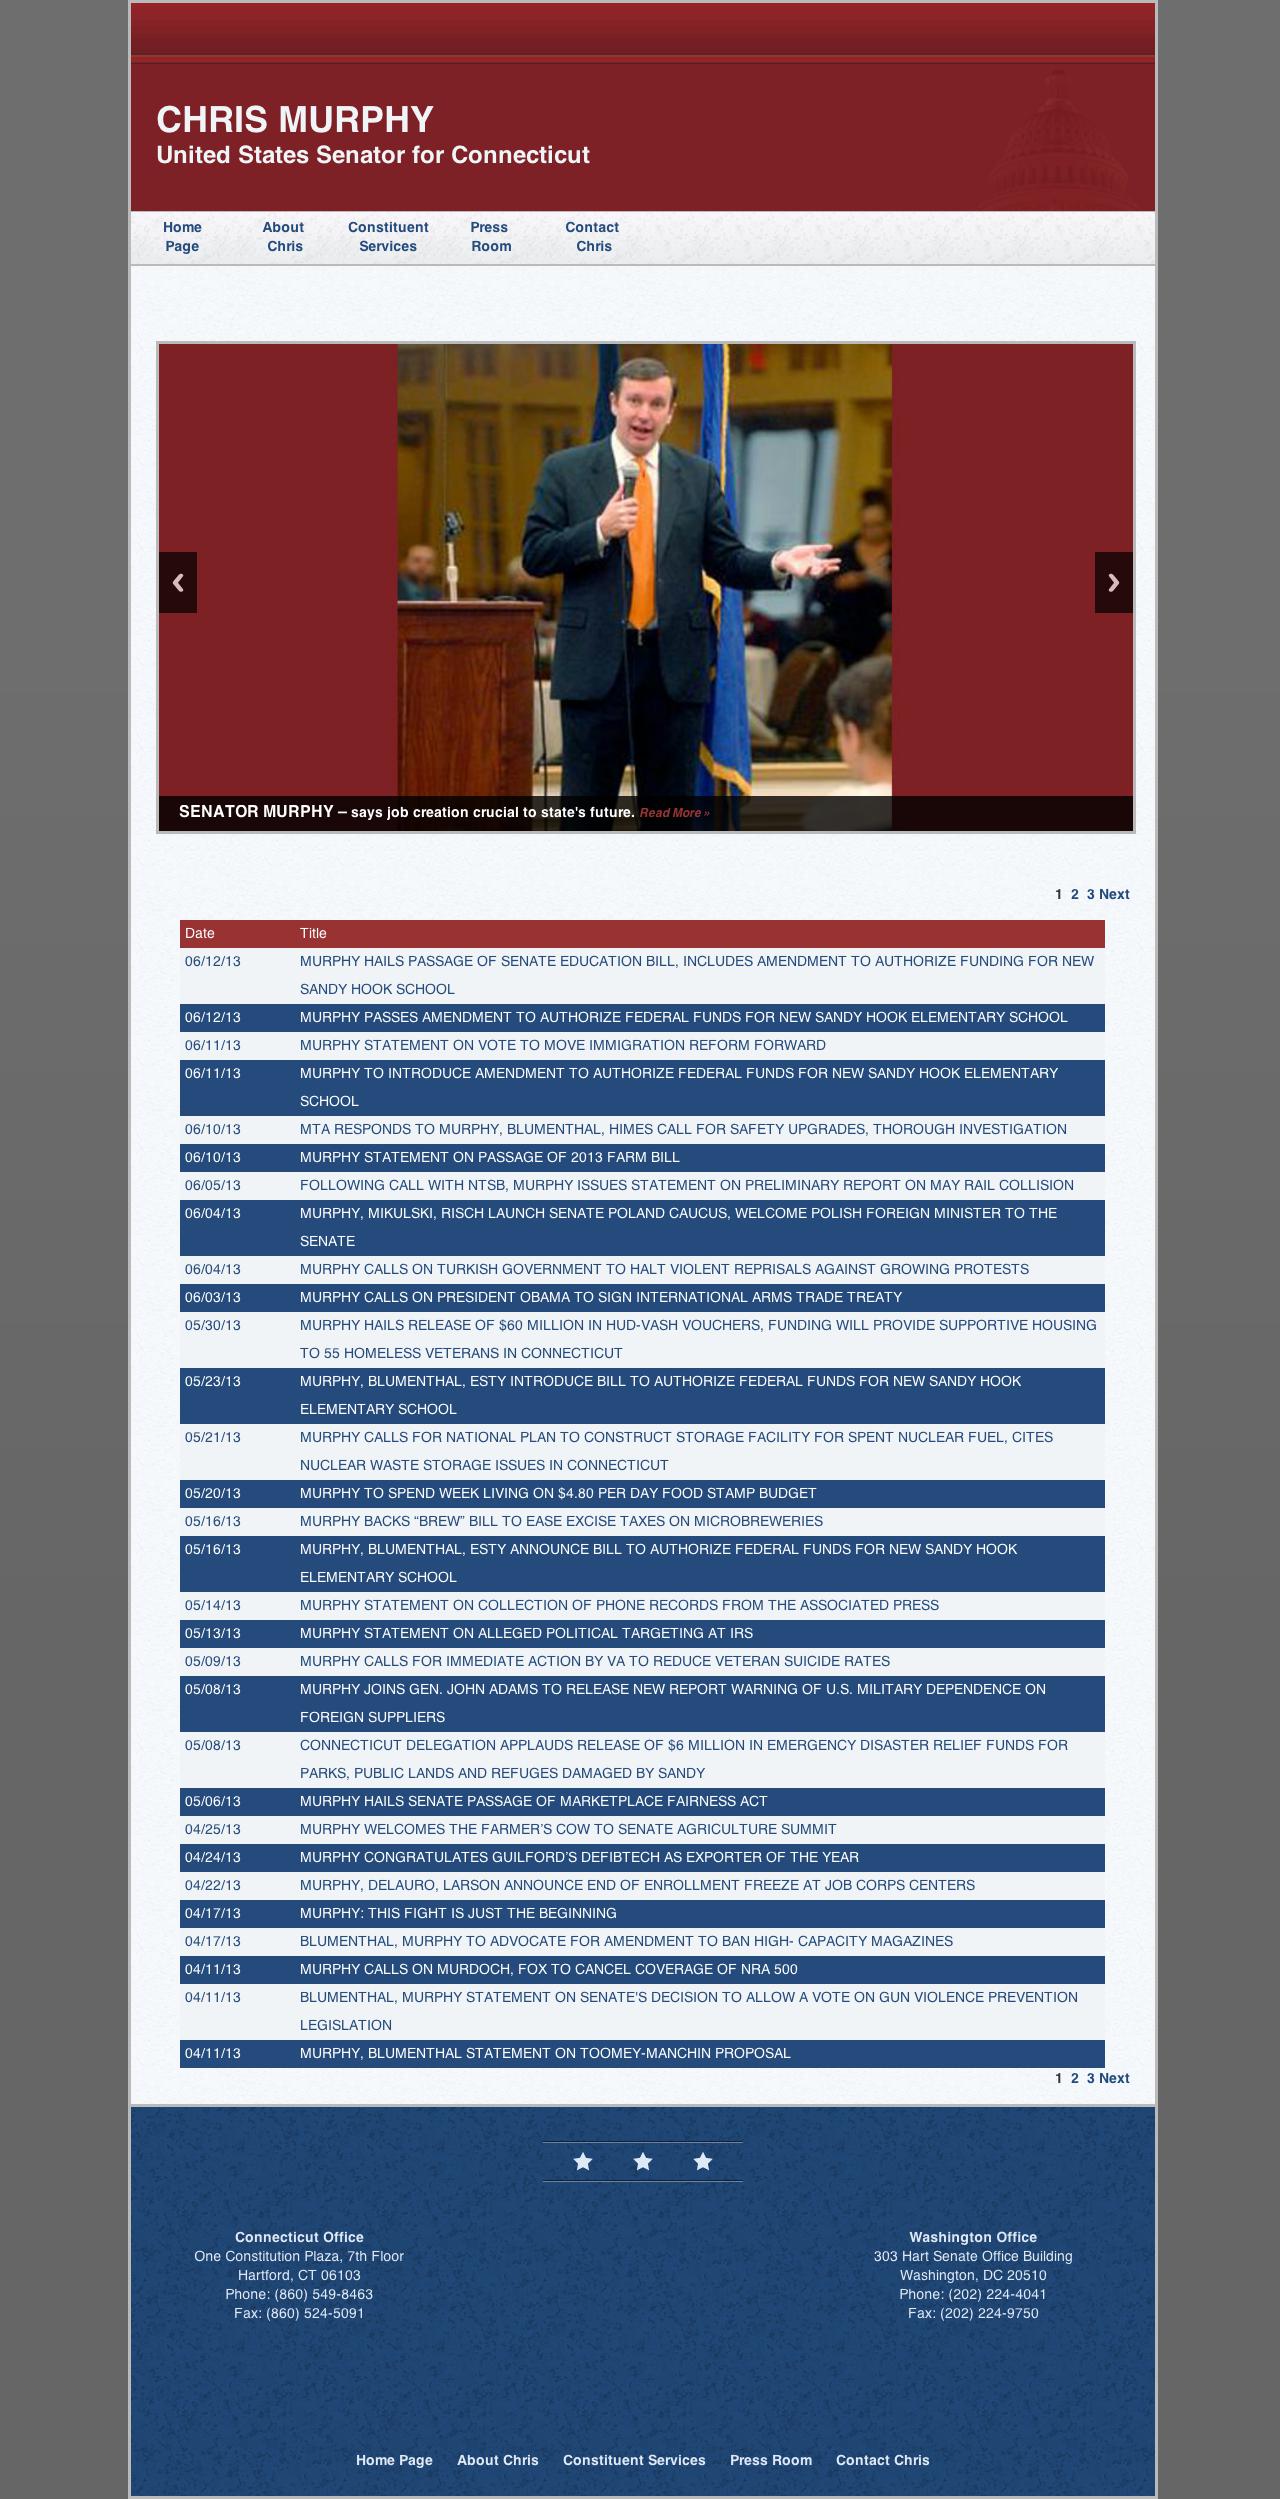 CHRIS MURPHY
United States Senator for Connecticut
Home Page
About Chris
Constituent Services
Press Room
Contact Chris
SENATOR MURPHY – says job creation crucial to state's future. Read More »
1 2 3 Next
Date Title
06/12/13 MURPHY HAILS PASSAGE OF SENATE EDUCATION BILL, INCLUDES AMENDMENT TO AUTHORIZE FUNDING FOR NEW
SANDY HOOK SCHOOL
06/12/13 MURPHY PASSES AMENDMENT TO AUTHORIZE FEDERAL FUNDS FOR NEW SANDY HOOK ELEMENTARY SCHOOL
06/11/13 MURPHY STATEMENT ON VOTE TO MOVE IMMIGRATION REFORM FORWARD
06/11/13 MURPHY TO INTRODUCE AMENDMENT TO AUTHORIZE FEDERAL FUNDS FOR NEW SANDY HOOK ELEMENTARY
SCHOOL
06/10/13 MTA RESPONDS TO MURPHY, BLUMENTHAL, HIMES CALL FOR SAFETY UPGRADES, THOROUGH INVESTIGATION
06/10/13 MURPHY STATEMENT ON PASSAGE OF 2013 FARM BILL
06/05/13 FOLLOWING CALL WITH NTSB, MURPHY ISSUES STATEMENT ON PRELIMINARY REPORT ON MAY RAIL COLLISION
06/04/13 MURPHY, MIKULSKI, RISCH LAUNCH SENATE POLAND CAUCUS, WELCOME POLISH FOREIGN MINISTER TO THE
SENATE
06/04/13 MURPHY CALLS ON TURKISH GOVERNMENT TO HALT VIOLENT REPRISALS AGAINST GROWING PROTESTS
06/03/13 MURPHY CALLS ON PRESIDENT OBAMA TO SIGN INTERNATIONAL ARMS TRADE TREATY
05/30/13 MURPHY HAILS RELEASE OF $60 MILLION IN HUD-VASH VOUCHERS, FUNDING WILL PROVIDE SUPPORTIVE HOUSING
TO 55 HOMELESS VETERANS IN CONNECTICUT
05/23/13 MURPHY, BLUMENTHAL, ESTY INTRODUCE BILL TO AUTHORIZE FEDERAL FUNDS FOR NEW SANDY HOOK
ELEMENTARY SCHOOL
05/21/13 MURPHY CALLS FOR NATIONAL PLAN TO CONSTRUCT STORAGE FACILITY FOR SPENT NUCLEAR FUEL, CITES
NUCLEAR WASTE STORAGE ISSUES IN CONNECTICUT
05/20/13 MURPHY TO SPEND WEEK LIVING ON $4.80 PER DAY FOOD STAMP BUDGET
05/16/13 MURPHY BACKS “BREW” BILL TO EASE EXCISE TAXES ON MICROBREWERIES
05/16/13 MURPHY, BLUMENTHAL, ESTY ANNOUNCE BILL TO AUTHORIZE FEDERAL FUNDS FOR NEW SANDY HOOK
ELEMENTARY SCHOOL
05/14/13 MURPHY STATEMENT ON COLLECTION OF PHONE RECORDS FROM THE ASSOCIATED PRESS
05/13/13 MURPHY STATEMENT ON ALLEGED POLITICAL TARGETING AT IRS
05/09/13 MURPHY CALLS FOR IMMEDIATE ACTION BY VA TO REDUCE VETERAN SUICIDE RATES
05/08/13 MURPHY JOINS GEN. JOHN ADAMS TO RELEASE NEW REPORT WARNING OF U.S. MILITARY DEPENDENCE ON
FOREIGN SUPPLIERS
05/08/13 CONNECTICUT DELEGATION APPLAUDS RELEASE OF $6 MILLION IN EMERGENCY DISASTER RELIEF FUNDS FOR
PARKS, PUBLIC LANDS AND REFUGES DAMAGED BY SANDY
05/06/13 MURPHY HAILS SENATE PASSAGE OF MARKETPLACE FAIRNESS ACT
04/25/13 MURPHY WELCOMES THE FARMER’S COW TO SENATE AGRICULTURE SUMMIT
04/24/13 MURPHY CONGRATULATES GUILFORD’S DEFIBTECH AS EXPORTER OF THE YEAR
04/22/13 MURPHY, DELAURO, LARSON ANNOUNCE END OF ENROLLMENT FREEZE AT JOB CORPS CENTERS
04/17/13 MURPHY: THIS FIGHT IS JUST THE BEGINNING
04/17/13 BLUMENTHAL, MURPHY TO ADVOCATE FOR AMENDMENT TO BAN HIGH- CAPACITY MAGAZINES
04/11/13 MURPHY CALLS ON MURDOCH, FOX TO CANCEL COVERAGE OF NRA 500
04/11/13 BLUMENTHAL, MURPHY STATEMENT ON SENATE'S DECISION TO ALLOW A VOTE ON GUN VIOLENCE PREVENTION
LEGISLATION
04/11/13 MURPHY, BLUMENTHAL STATEMENT ON TOOMEY-MANCHIN PROPOSAL
1 2 3 Next
Connecticut Office
One Constitution Plaza, 7th Floor
Hartford, CT 06103
Phone: (860) 549-8463
Fax: (860) 524-5091
Washington Office
303 Hart Senate Office Building
Washington, DC 20510
Phone: (202) 224-4041
Fax: (202) 224-9750
Home Page About Chris Constituent Services Press Room Contact Chris